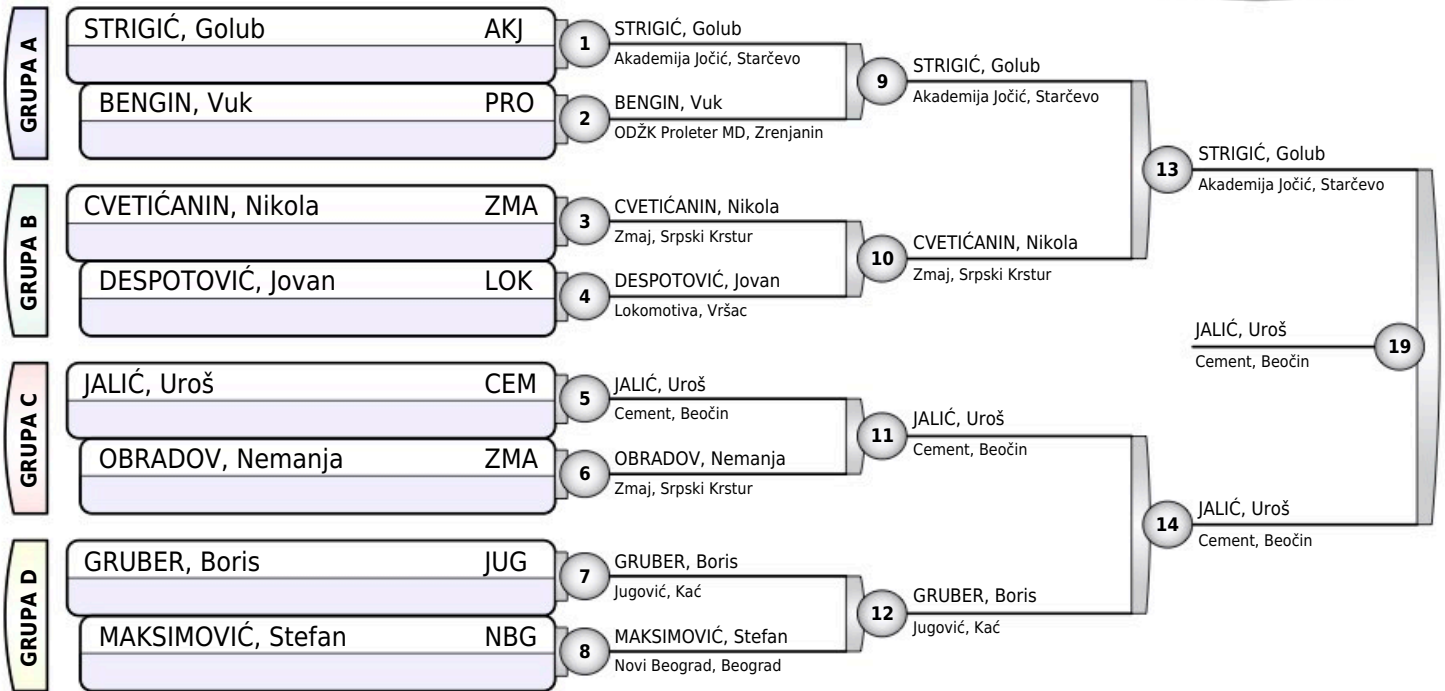 GRUPA A
STRIGIĆ, Golub AKJ
BENGIN, Vuk PRO
1
STRIGIĆ, Golub
Akademija Jočić, Starčevo
2
BENGIN, Vuk
ODŽK Proleter MD, Zrenjanin
9
STRIGIĆ, Golub
Akademija Jočić, Starčevo
GRUPA B
CVETIĆANIN, Nikola ZMA
DESPOTOVIĆ, Jovan LOK
3
CVETIĆANIN, Nikola
Zmaj, Srpski Krstur
4
DESPOTOVIĆ, Jovan
Lokomotiva, Vršac
10
CVETIĆANIN, Nikola
Zmaj, Srpski Krstur
13
STRIGIĆ, Golub
Akademija Jočić, Starčevo
GRUPA C
JALIĆ, Uroš CEM
OBRADOV, Nemanja ZMA
5
JALIĆ, Uroš
Cement, Beočin
6
OBRADOV, Nemanja
Zmaj, Srpski Krstur
11
JALIĆ, Uroš
Cement, Beočin
GRUPA D
GRUBER, Boris JUG
MAKSIMOVIĆ, Stefan NBG
7
GRUBER, Boris
Jugović, Kać
8
MAKSIMOVIĆ, Stefan
Novi Beograd, Beograd
12
GRUBER, Boris
Jugović, Kać
14
JALIĆ, Uroš
Cement, Beočin
JALIĆ, Uroš
Cement, Beočin
19